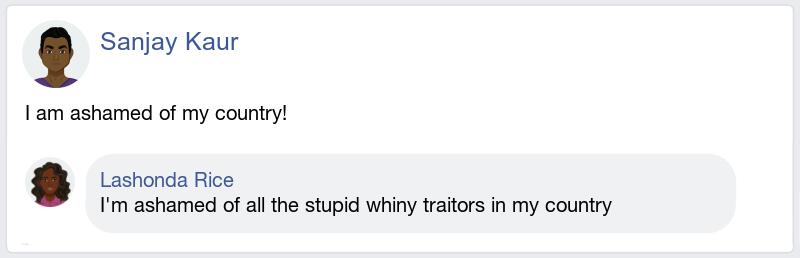 Sanjay Kaur
I am ashamed of my country!
Lashonda Rice
I'm ashamed of all the stupid whiny traitors in my country